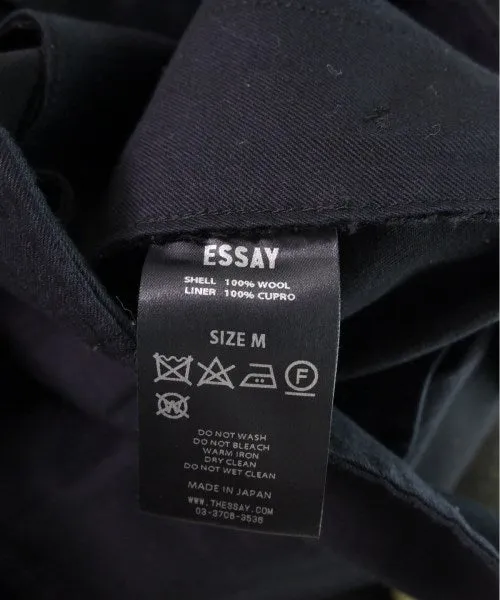 ESSAY
SHELL 100% WOOL
LINER 100% CUPRO
SIZE M
F
W
DO NOT WASH
DO NOT BLEACH
WARM IRON
DRY CLEAN
DO NOT WET CLEAN
MADE IN JAPAN
WWW.THESSAY.COM
03-3708-3536